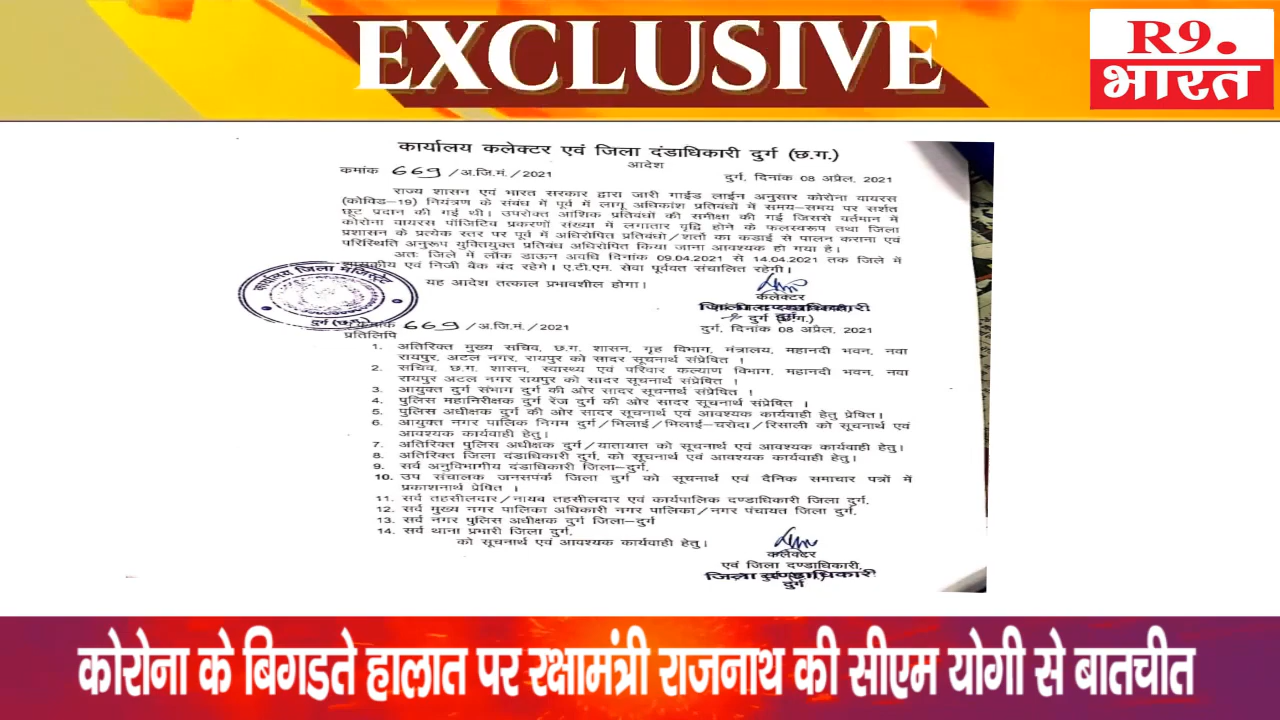 EXCLUSIVE
R9.
भारत
कार्यालय कलेक्टर एवं जिला दंडाधिकारी दुर्ग (छ.ग.)
आदेश
कमांक 669 /अ.जि.मं./2021
दुर्ग, दिनांक 08 अप्रैल, 2021
राज्य शासन एवं भारत सरकार द्वारा जारी गाईड लाईन अनुसार कोरोना वायरस
(कोविड–19) नियंत्रण के संबंध में पूर्व में लागू अधिकांश प्रतिबंधों में समय–समय पर सर्शत
छूट प्रदान की गई थी। उपरोक्त आंशिक प्रतिबंधों की समीक्षा की गई जिससे वर्तमान में
कोरोना वायरस पॉजिटिव प्रकरणों संख्या में लगातार वृद्वि होने के फलस्वरूप तथा जिला
प्रशासन के प्रत्येक स्तर पर पूर्व में अधिरोपित प्रतिबंधो/शर्तो का कडाई से पालन कराना एवं
परिस्थिति अनुरूप युक्तियुक्त प्रतिबंध अधिरोपित किया जाना आवश्यक हो गया है।
अतः जिले में लॉक डाऊन अवधि दिनांक 09.04.2021 से 14.04.2021 तक जिले में
शासकीय एवं निजी बैंक बंद रहेगे। ए.टी.एम. सेवा पूर्ववत संचालित रहेगी।
यह आदेश तत्काल प्रभावशील होगा।
कार्यालय जिला मजिस्ट्रेट
दुर्ग (छ.ग.)
कलेक्टर
दुर्ग (छ.ग.)
कमांक 669 /अ.जि.मं./2021
दुर्ग, दिनांक 08 अप्रैल, 2021
प्रतिलिपि
1. अतिरिक्त मुख्य सचिव, छ.ग. शासन, गृह विभाग, मंत्रालय, महानदी भवन, नवा
रायपुर, अटल नगर, रायपुर को सादर सूचनार्थ संप्रेषित ।
2. सचिव, छ.ग. शासन, स्वास्थ्य एवं परिवार कल्याण विभाग, महानदी भवन, नवा
रायपुर अटल नगर रायपुर को सादर सूचनार्थ संप्रेषित ।
3. आयुक्त दुर्ग संभाग दुर्ग की ओर सादर सूचनार्थ संप्रेषित ।
4. पुलिस महानिरीक्षक दुर्ग रेंज दुर्ग की ओर सादर सूचनार्थ संप्रेषित ।
5. पुलिस अधीक्षक दुर्ग की ओर सादर सूचनार्थ एवं आवश्यक कार्यवाही हेतु प्रेषित।
6. आयुक्त नगर पालिक निगम दुर्ग/भिलाई/भिलाई–चरोदा/रिसाली को सूचनार्थ एवं
आवश्यक कार्यवाही हेतु।
7. अतिरिक्त पुलिस अधीक्षक दुर्ग/यातायात को सूचनार्थ एवं आवश्यक कार्यवाही हेतु।
8. अतिरिक्त जिला दंडाधिकारी दुर्ग, को सूचनार्थ एवं आवश्यक कार्यवाही हेतु।
9. सर्व अनुविभागीय दंडाधिकारी जिला–दुर्ग,
10. उप संचालक जनसपर्क जिला दुर्ग को सूचनार्थ एवं दैनिक समाचार पत्रों में
प्रकाशनार्थ प्रेषित ।
11. सर्व तहसीलदार/नायब तहसीलदार एवं कार्यपालिक दण्डाधिकारी जिला दुर्ग,
12. सर्व मुख्य नगर पालिका अधिकारी नगर पालिका/नगर पंचायत जिला दुर्ग,
13. सर्व नगर पुलिस अधीक्षक दुर्ग जिला–दुर्ग
14. सर्व थाना प्रभारी जिला दुर्ग,
को सूचनार्थ एवं आवश्यक कार्यवाही हेतु।
कलेक्टर
एवं जिला दण्डाधिकारी,
दुर्ग
कोरोना के बिगडते हालात पर रक्षामंत्री राजनाथ की सीएम योगी से बातचीत